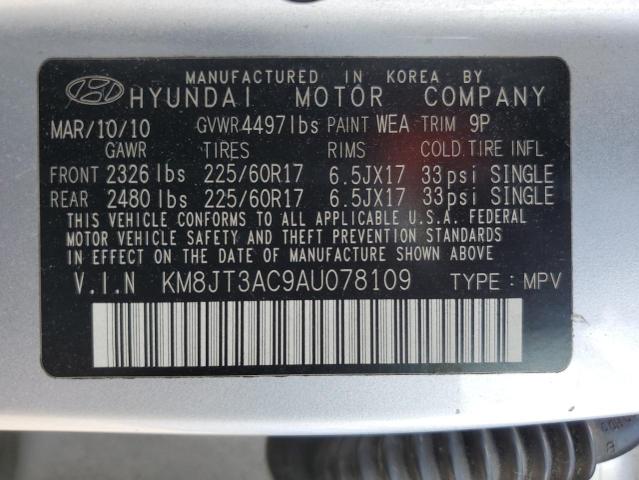 MANUFACTURED IN KOREA BY
HYUNDAI MOTOR COMPANY
MAR/10/10 GVWR 4497lbs PAINT WEA TRIM 9P
GAWR TIRES RIMS COLD TIRE INFL
FRONT 2326 lbs 225/60R17 6.5JX17 33psi SINGLE
REAR 2480 lbs 225/60R17 6.5JX17 33psi SINGLE
THIS VEHICLE CONFORMS TO ALL APPLICABLE U.S.A. FEDERAL
MOTOR VEHICLE SAFETY, BUMPER, AND THEFT PREVENTION
STANDARDS IN EFFECT ON THE DATE OF MANUFACTURE SHOWN ABOVE.
V.I.N KM8JT3AC9AU078109 TYPE : MPV